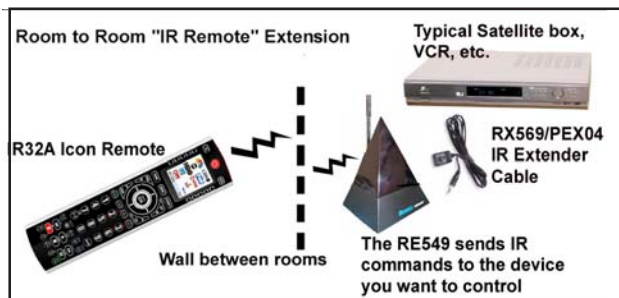 Room to Room "IR Remote" Extension
Typical Satellite box,
VCR, etc.
IR32A Icon Remote
RX569/PEX04
IR Extender
Cable
Wall between rooms
The RE549 sends IR
commands to the device
you want to control